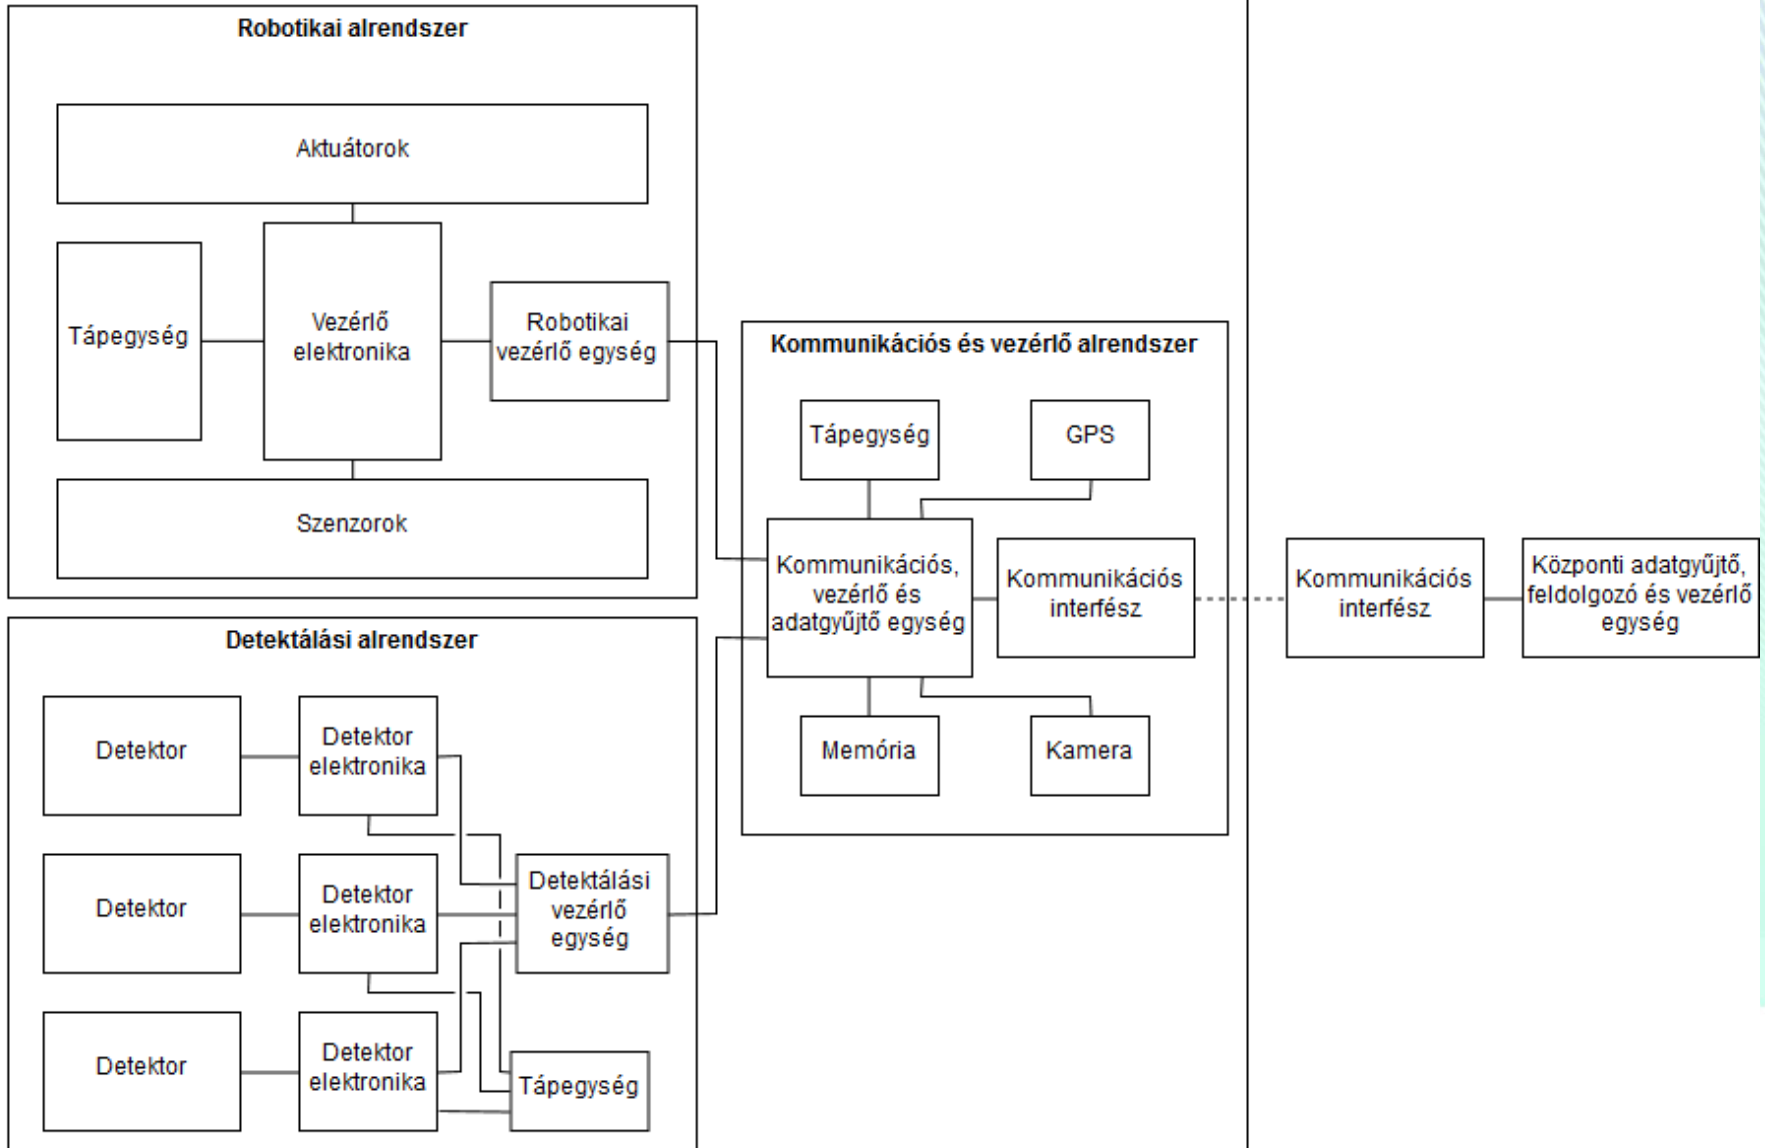 Robotikai alrendszer
Aktuátorok
Tápegység
Vezérlő
elektronika
Robotikai
vezérlő egység
Szenzorok
Detektálási alrendszer
Detektor
Detektor
elektronika
Detektor
Detektor
elektronika
Detektálási
vezérlő
egység
Detektor
Detektor
elektronika
Tápegység
Kommunikációs és vezérlő alrendszer
Tápegység
GPS
Kommunikációs,
vezérlő és
adatgyűjtő egység
Kommunikációs
interfész
Memória
Kamera
Kommunikációs
interfész
Központi adatgyűjtő,
feldolgozó és vezérlő
egység